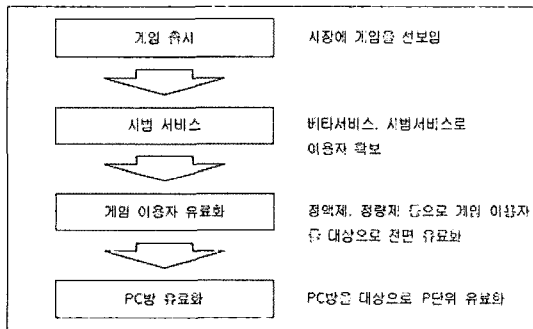 게임 출시
시장에 게임을 선보임
시범 서비스
베타서비스, 시범서비스로
이용자 확보
게임 이용자 유료화
정액제, 정량제 등으로 게임 이용자
를 대상으로 전면 유료화
PC방 유료화
PC방을 대상으로 IP단위 유료화